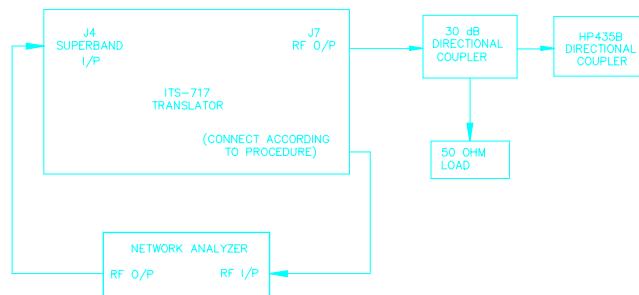 J4
SUPERBAND
I/P
J7
RF O/P
ITS-717
TRANSLATOR
(CONNECT ACCORDING
TO PROCEDURE)
30 dB
DIRECTIONAL
COUPLER
HP435B
DIRECTIONAL
COUPLER
50 OHM
LOAD
NETWORK ANALYZER
RF O/P
RF I/P